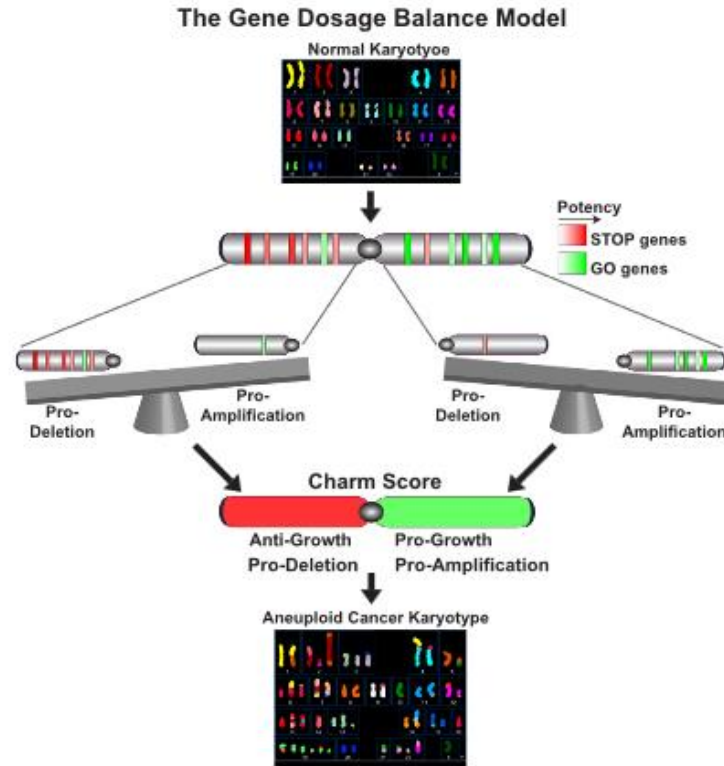 The Gene Dosage Balance Model
Normal Karyotyoe
Potency
STOP genes
GO genes
Pro-
Deletion
Pro-
Amplification
Pro-
Deletion
Pro-
Amplification
Charm Score
Anti-Growth
Pro-Growth
Pro-Deletion
Pro-Amplification
Aneuploid Cancer Karyotype